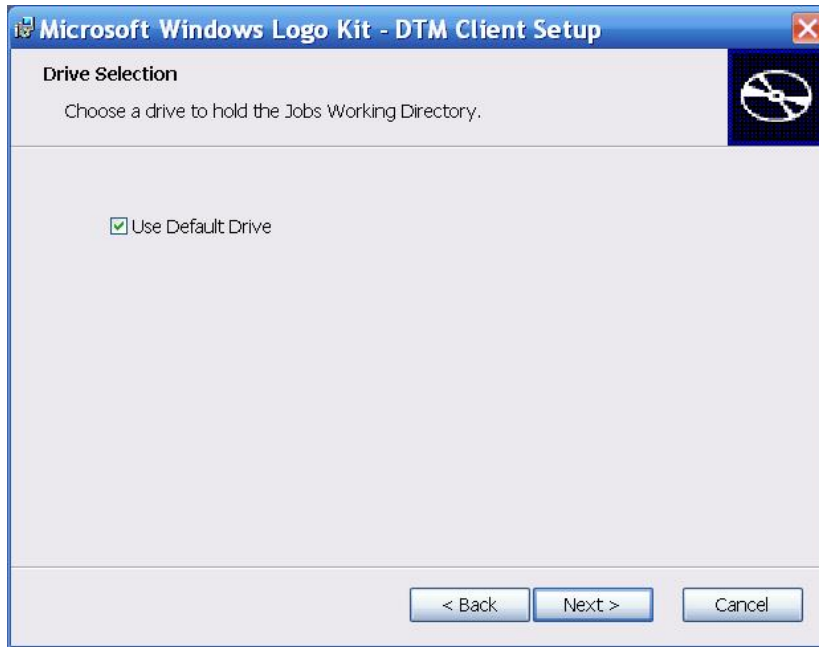 Microsoft Windows Logo Kit - DTM Client Setup
Drive Selection
Choose a drive to hold the Jobs Working Directory.
Use Default Drive
< Back Next > Cancel